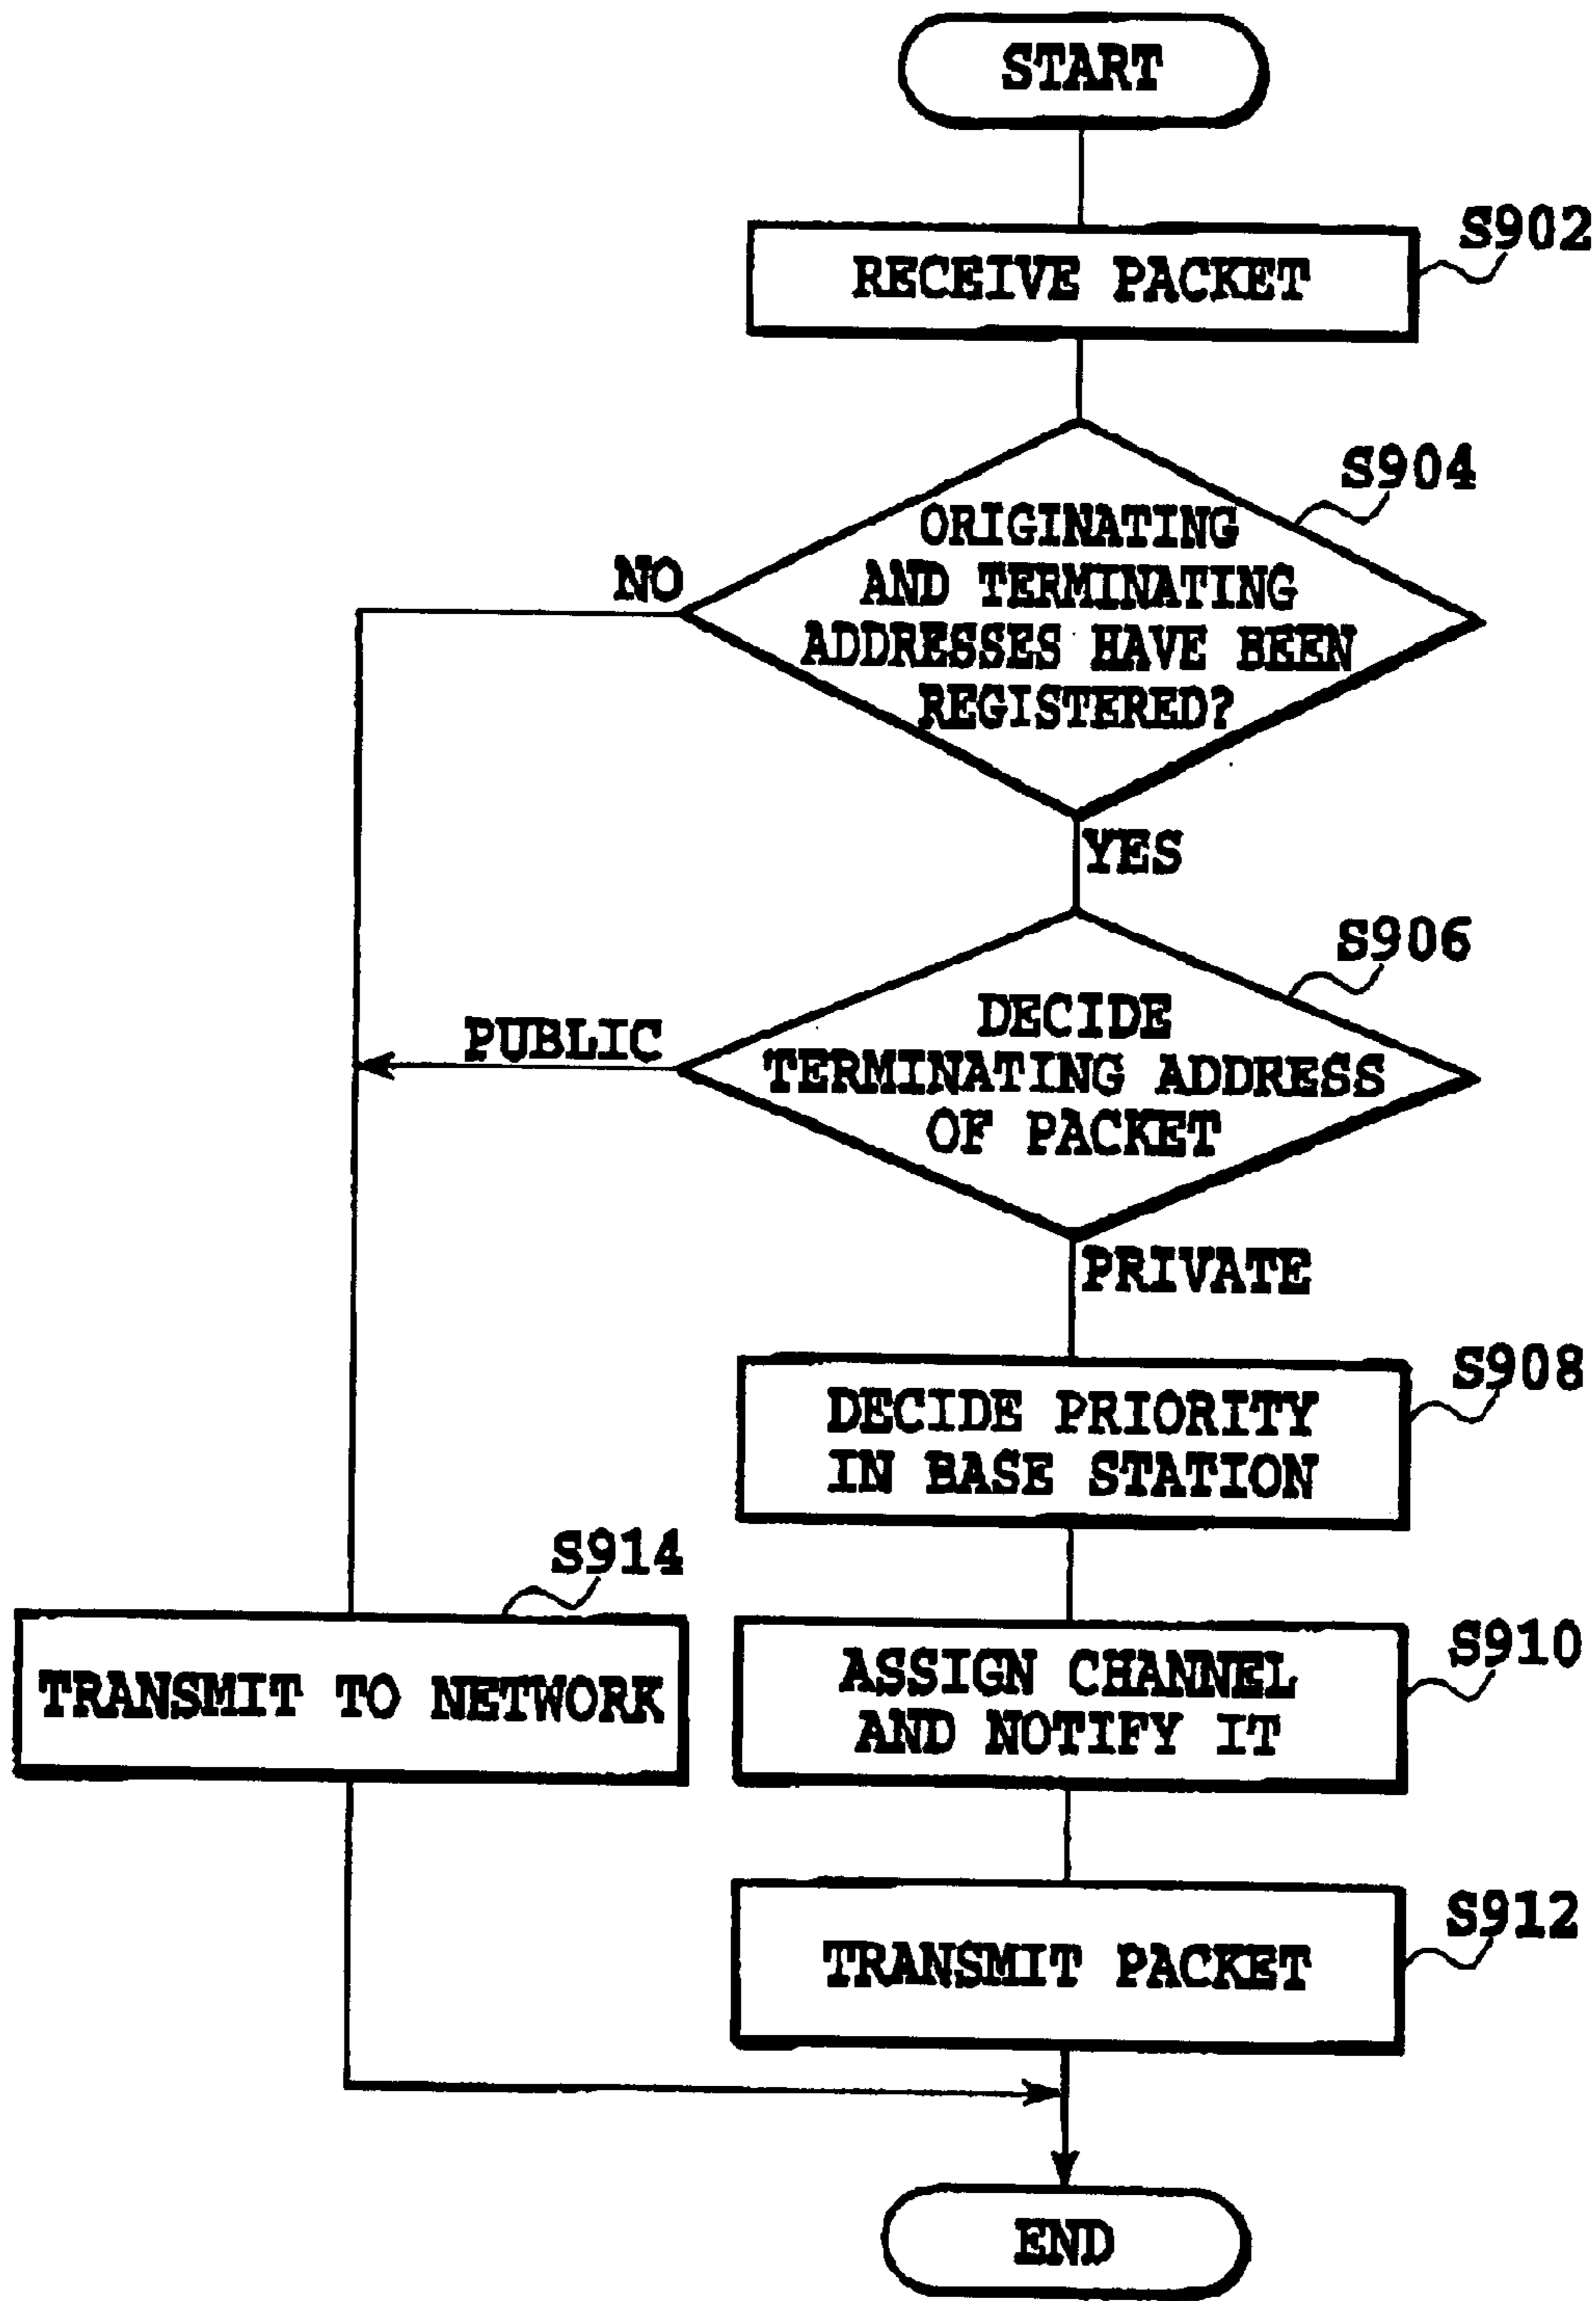 START
S902
RECEIVE PACKET
S904
ORIGINATING
AND TERMINATING
ADDRESSES HAVE BEEN
REGISTERED?
NO
YES
S906
DECIDE
TERMINATING ADDRESS
OF PACKET
PUBLIC
PRIVATE
S908
DECIDE PRIORITY
IN BASE STATION
S914
TRANSMIT TO NETWORK
S910
ASSIGN CHANNEL
AND NOTIFY IT
S912
TRANSMIT PACKET
END